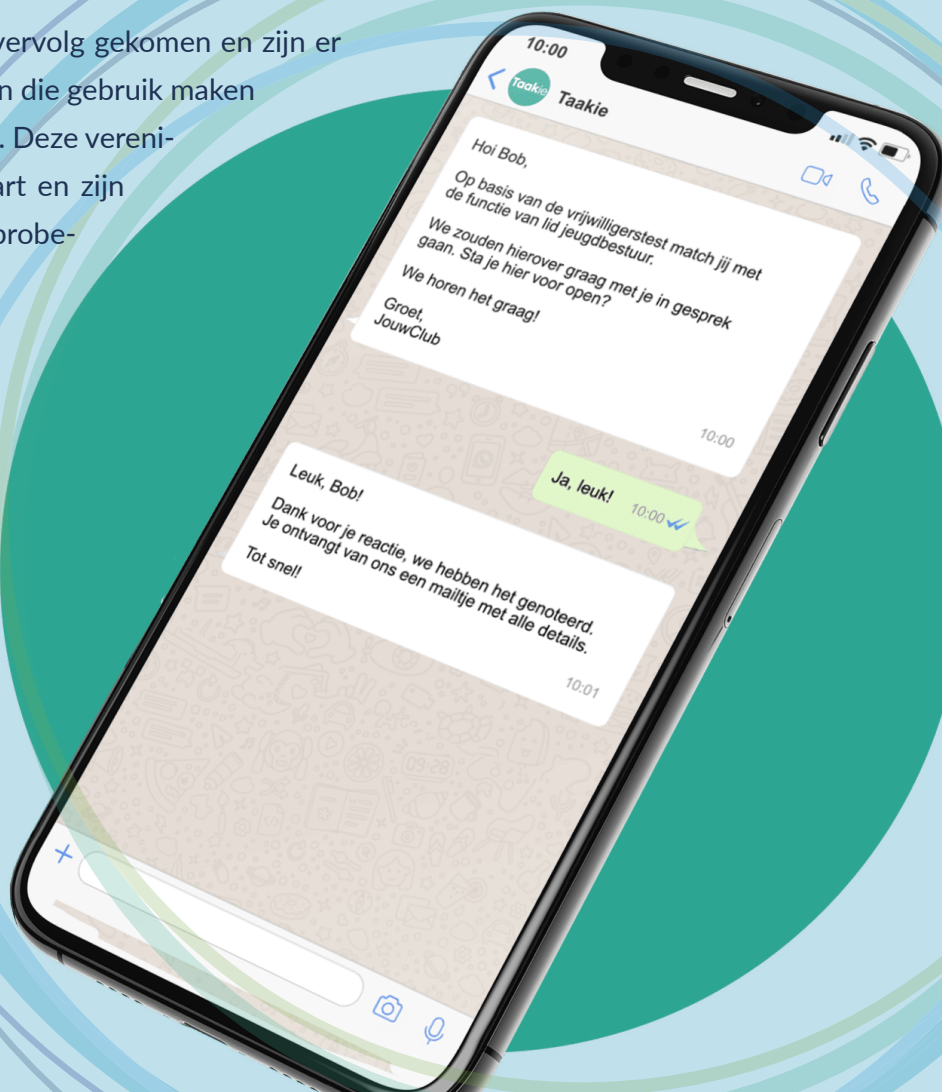 vervolg gekomen en zijn er
n die gebruik maken
. Deze vereni-
art en zijn
probe-
10:00
Taakie
Taakie
Hoi Bob,
Op basis van de vrijwilligerstest match jij met
de functie van lid jeugdbestuur.
We zouden hierover graag met je in gesprek
gaan. Sta je hier voor open?
We horen het graag!
Groet,
JouwClub
10:00
Ja, leuk!
10:00
Leuk, Bob!
Dank voor je reactie, we hebben het genoteerd.
Je ontvangt van ons een mailtje met alle details.
Tot snel!
10:01
09:28